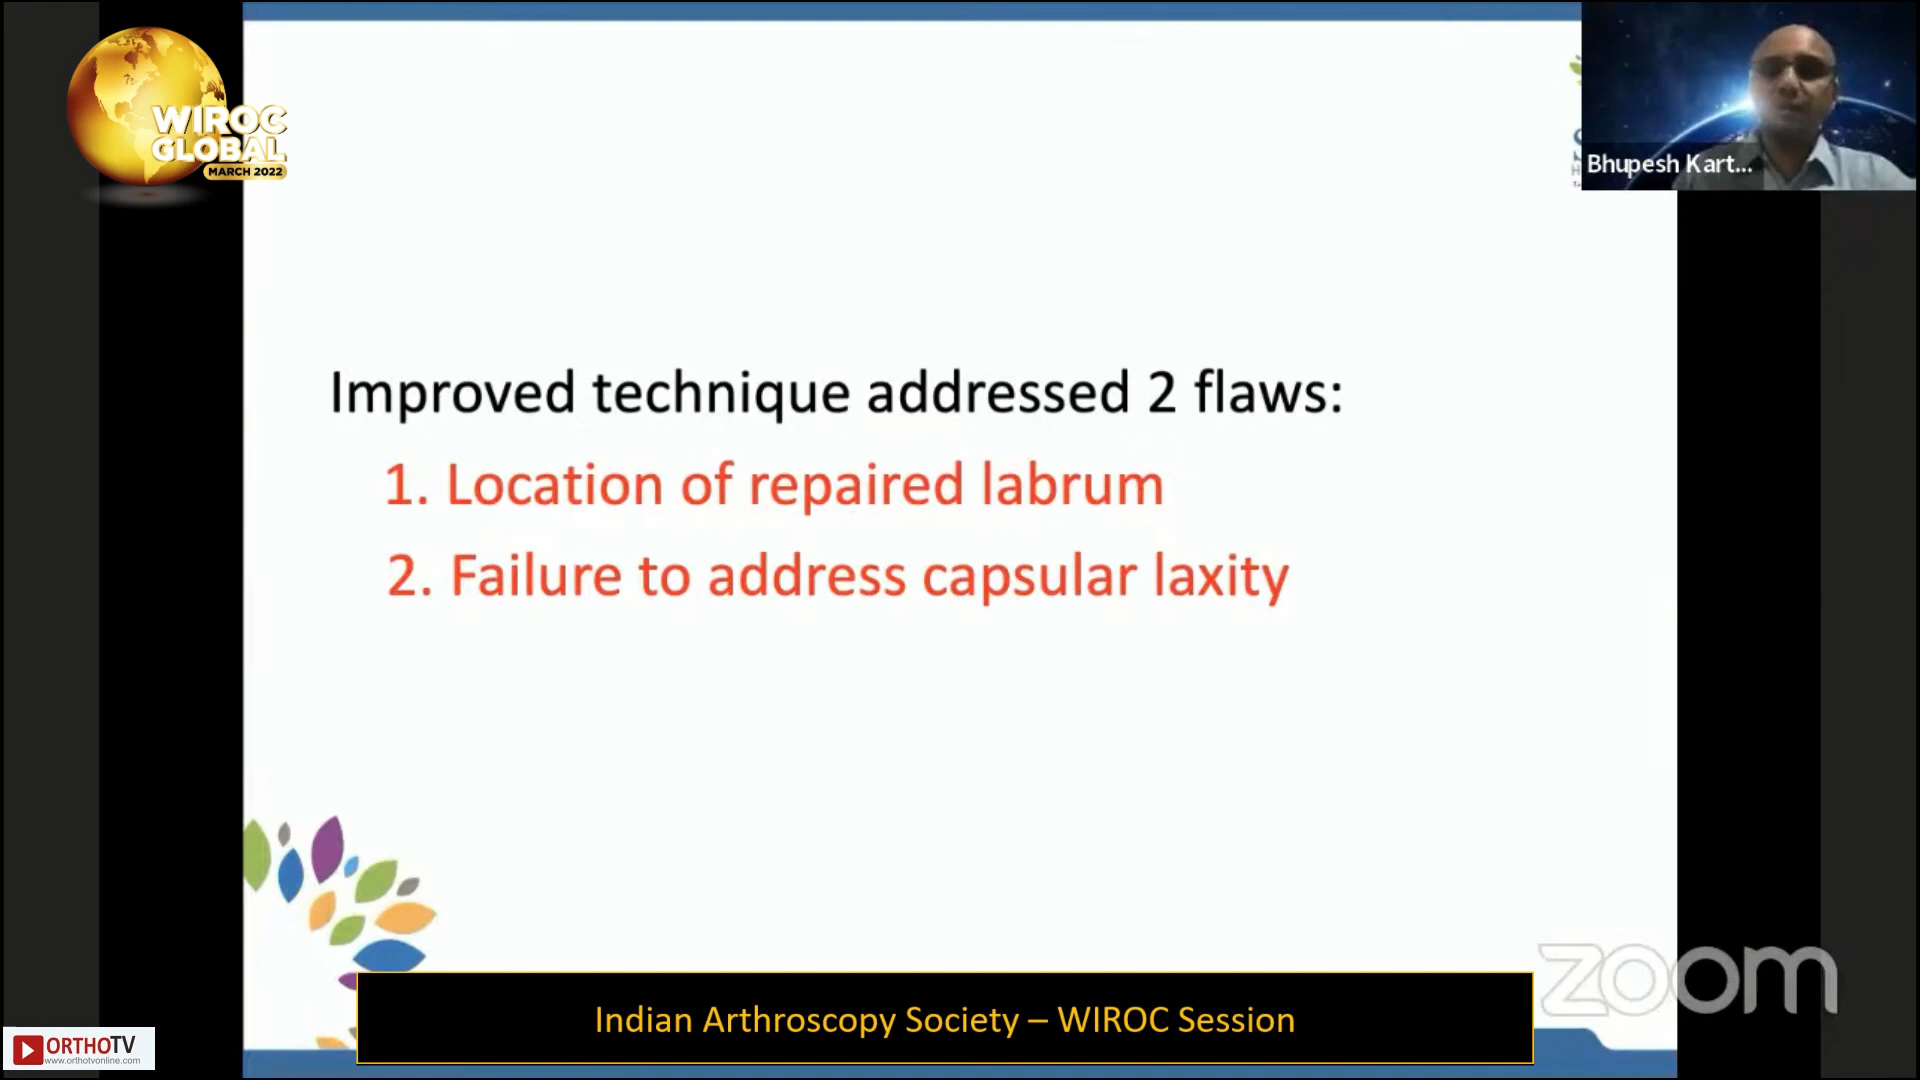 WIROC
GLOBAL
MARCH 2022
Bhupesh Kart...
Improved technique addressed 2 flaws:
1. Location of repaired labrum
2. Failure to address capsular laxity
zoom
Indian Arthroscopy Society – WIROC Session
ORTHOTV
www.orthotvonline.com